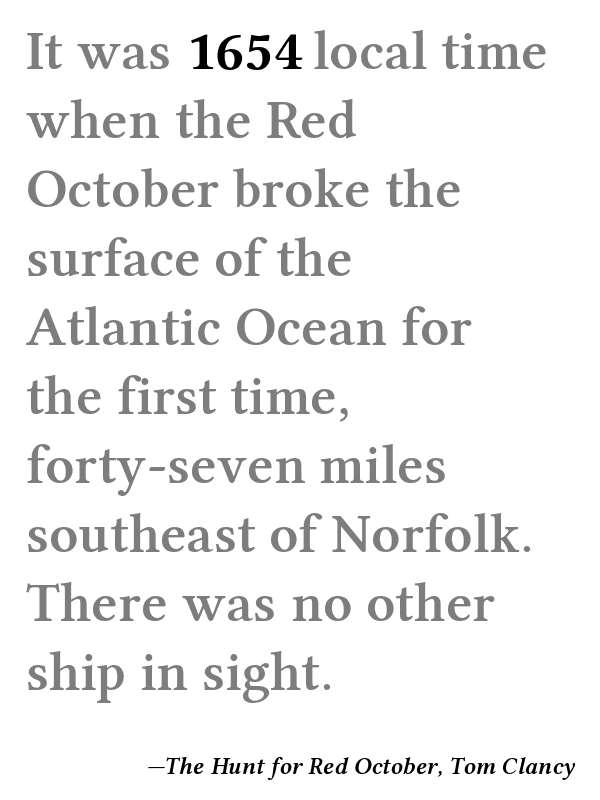 It was 1654 local time
when the Red
October broke the
surface of the
Atlantic Ocean for
the first time,
forty-seven miles
southeast of Norfolk.
There was no other
ship in sight.
—The Hunt for Red October, Tom Clancy